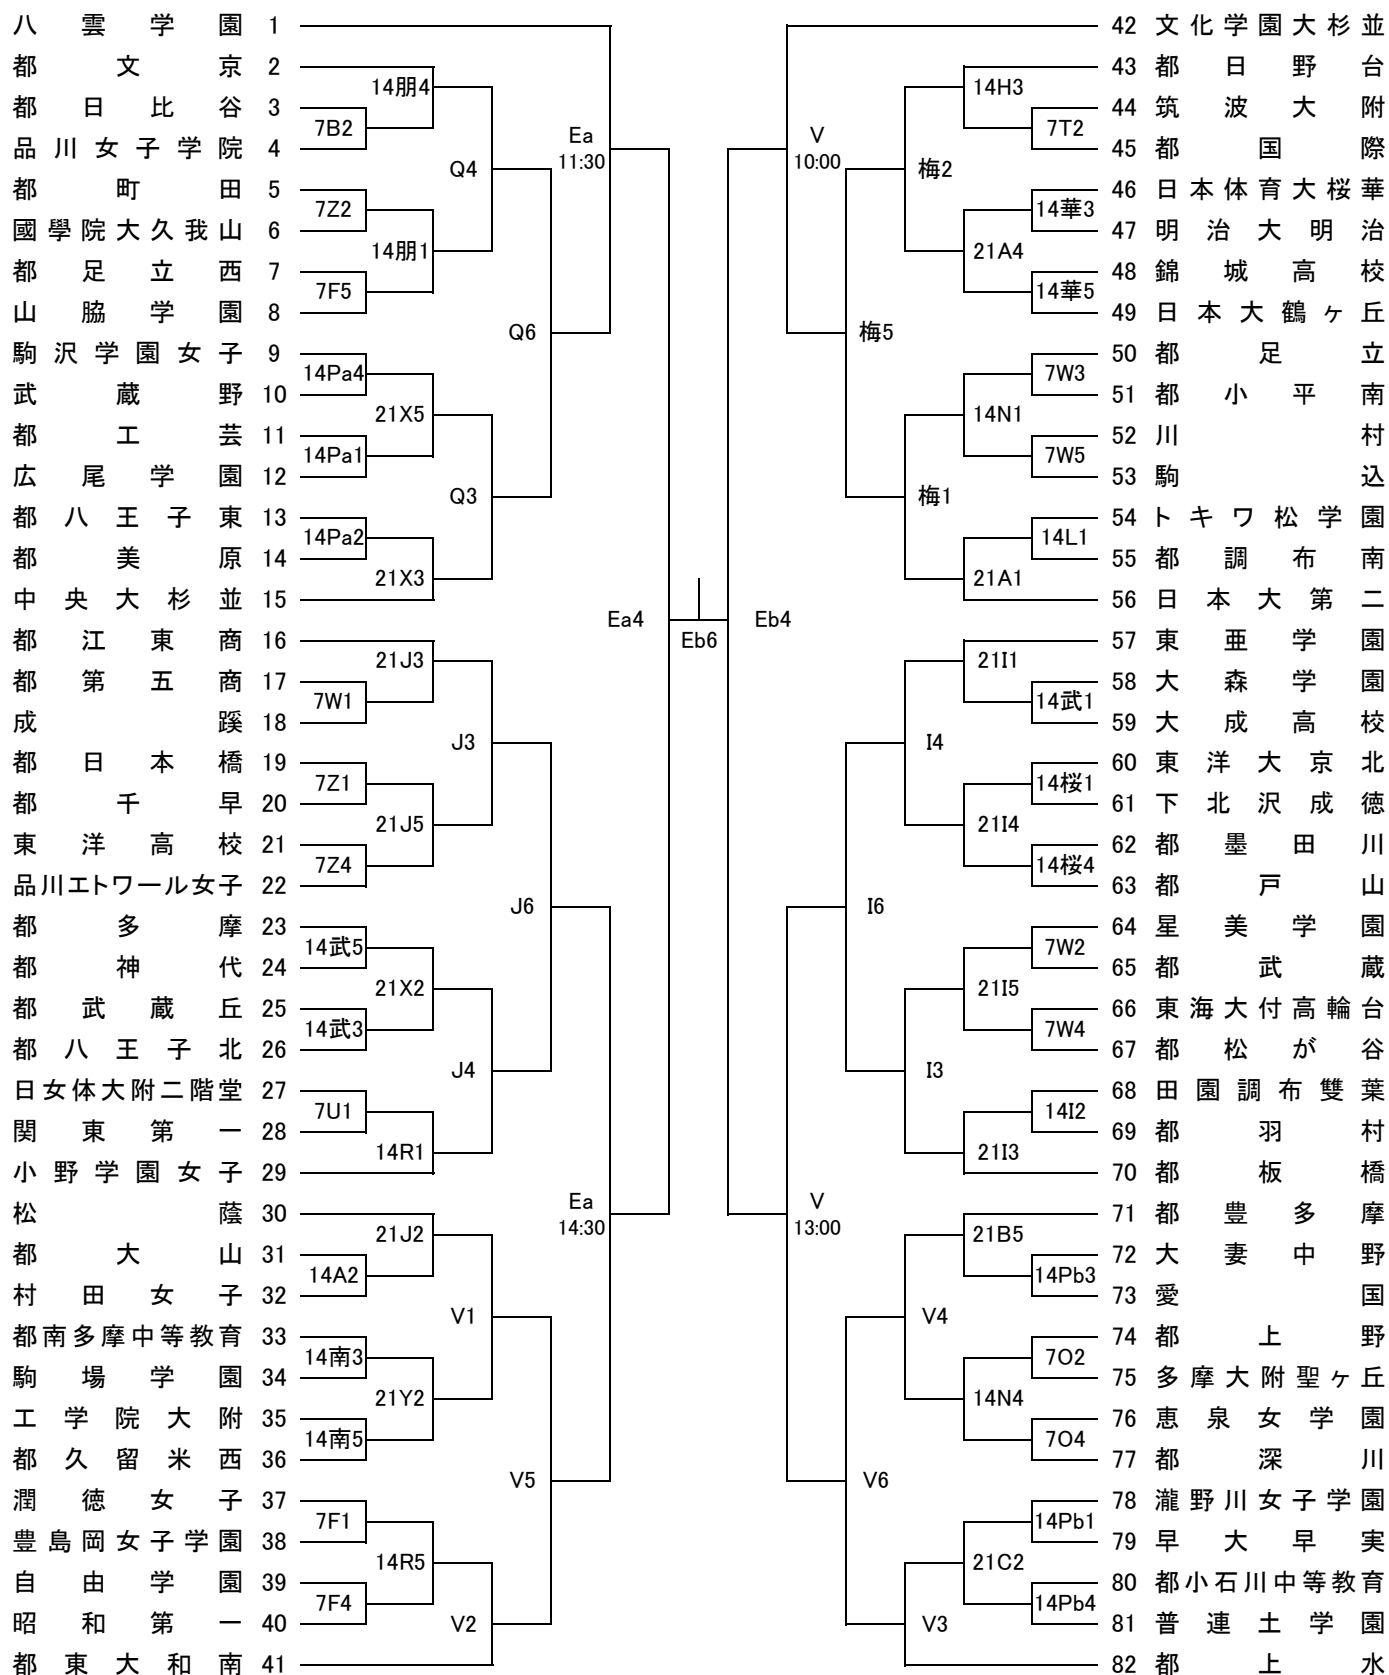 八雲学園 1
都文京 2
都日比谷 3
品川女子学院 4
都町田 5
國學院大久我山 6
都足立西 7
山脇学園 8
駒沢学園女子 9
武蔵野 10
都工芸 11
広尾学園 12
都八王子東 13
都美原 14
中央大杉並 15
都江東商 16
都第五商 17
成蹊 18
都日本橋 19
都千早 20
東洋高校 21
品川エトワール女子 22
都多摩 23
都神代 24
都武蔵丘 25
都八王子北 26
日女体大附二階堂 27
関東第一 28
小野学園女子 29
松蔭 30
都大山 31
村田女子 32
都南多摩中等教育 33
駒場学園 34
工学院大附 35
都久留米西 36
潤徳女子 37
豊島岡女子学園 38
自由学園 39
昭和第一 40
都東大和南 41
7B2
7Z2
7F5
14Pa4
14Pa1
14Pa2
7W1
7Z1
7Z4
14武5
14武3
7U1
14A2
14南3
14南5
7F1
7F4
14朋4
14朋1
21X5
21X3
21J3
21J5
21X2
14R1
21J2
21Y2
14R5
Q4
Q3
J3
J4
V1
V2
Q6
J6
V5
Ea
11:30
Ea
14:30
Ea4
Eb6
Eb4
V
10:00
V
13:00
梅5
I6
V6
梅2
梅1
I4
I3
V4
V3
14H3
21A4
14N1
21A1
21I1
21I4
21I5
21I3
21B5
14N4
21C2
7T2
14華3
14華5
7W3
7W5
14L1
14武1
14桜1
14桜4
7W2
7W4
14I2
14Pb3
7O2
7O4
14Pb1
14Pb4
42 文化学園大杉並
43 都日野台
44 筑波大附
45 都国際
46 日本体育大桜華
47 明治大明治
48 錦城高校
49 日本大鶴ヶ丘
50 都足立
51 都小平南
52 川村
53 駒込
54 トキワ松学園
55 都調布南
56 日本大第二
57 東亜学園
58 大森学園
59 大成高校
60 東洋大京北
61 下北沢成徳
62 都墨田川
63 都戸山
64 星美学園
65 都武蔵
66 東海大付高輪台
67 都松が谷
68 田園調布雙葉
69 都羽村
70 都板橋
71 都豊多摩
72 大妻中野
73 愛国
74 都上野
75 多摩大附聖ヶ丘
76 恵泉女学園
77 都深川
78 瀧野川女子学園
79 早大早実
80 都小石川中等教育
81 普連土学園
82 都上水